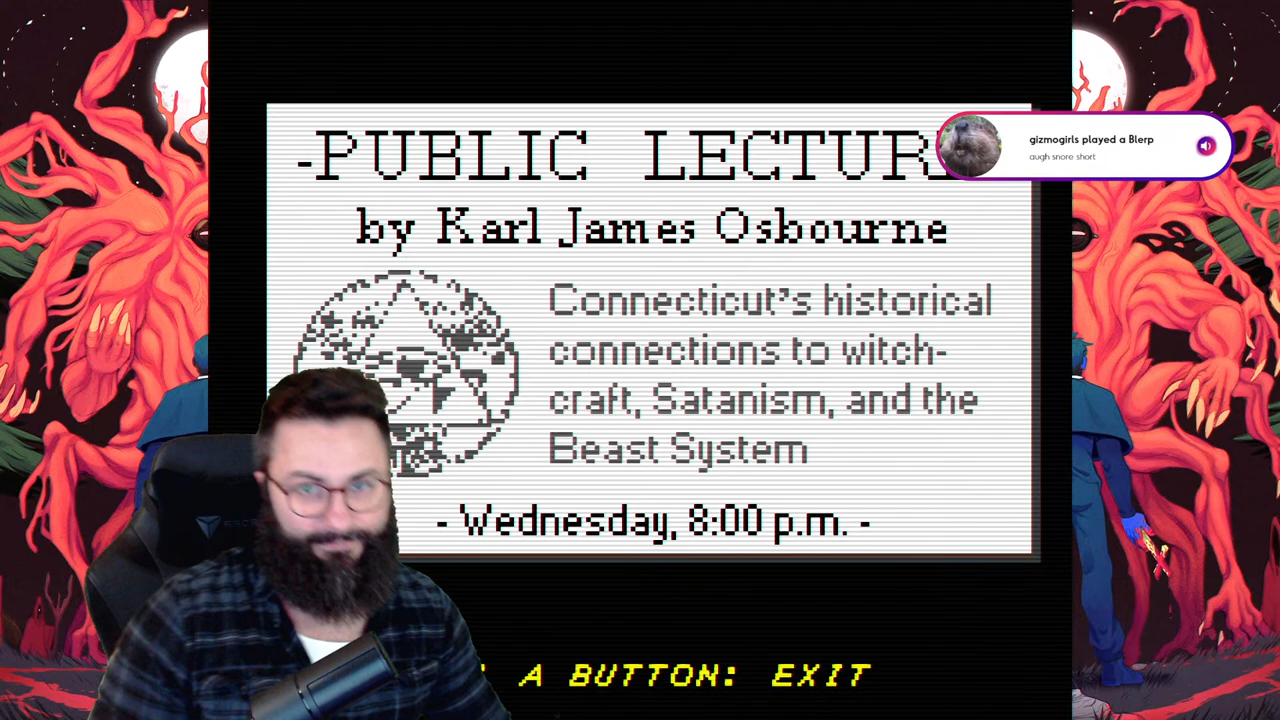 -PUBLIC LECTUR
by Karl James Osbourne
Connecticut's historical
connections to witch-
craft, Satanism, and the
Beast System
- Wednesday, 8:00 p.m. -
gizmogirls played a Blerp
augh snore short
A BUTTON: EXIT